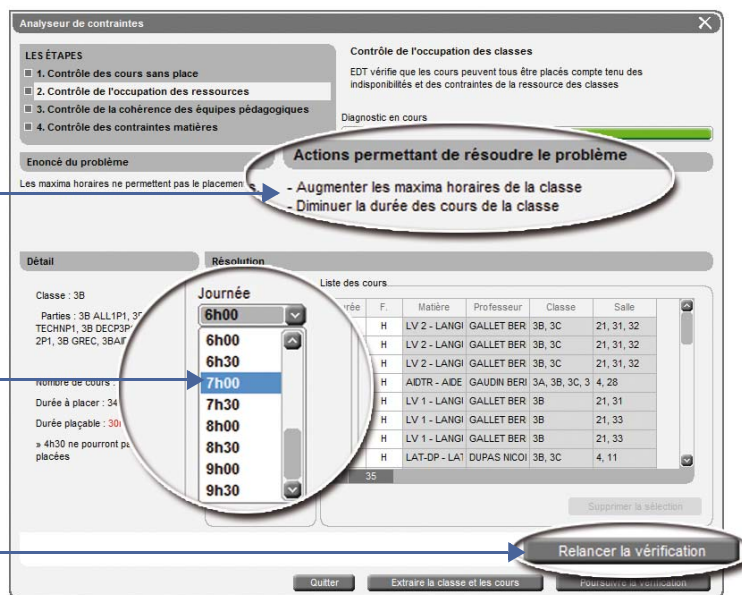 Analyseur de contraintes
LES ÉTAPES
1. Contrôle des cours sans place
2. Contrôle de l'occupation des ressources
3. Contrôle de la cohérence des équipes pédagogiques
4. Contrôle des contraintes matières
Contrôle de l'occupation des classes
EDT vérifie que les cours peuvent tous être placés compte tenu des
indisponibilités et des contraintes de la ressource des classes
Diagnostic en cours
Enoncé du problème
Les maxima horaires ne permettent pas le placement
Actions permettant de résoudre le problème
- Augmenter les maxima horaires de la classe
- Diminuer la durée des cours de la classe
Détail
Classe : 3B
Parties : 3B ALL1P1,
TECHNP1, 3B DECP3P
2P1, 3B GREC,
Nombre de cours :
Durée à placer : 34
Durée plaçable :
» 4h30 ne pourront
placées
Résolution
Journée
6h00
6h00
6h30
7h00
7h30
8h00
8h30
9h00
9h30
Liste des cours
F. Matière Professeur Classe Salle
H LV 2 - LANGI GALLET BER 3B, 3C 21, 31, 32
H LV 2 - LANGI GALLET BER 3B, 3C 21, 31, 32
H LV 2 - LANGI GALLET BER 3B, 3C 21, 31, 32
H AIDTR - AIDE GAUDIN BERI 3A, 3B, 3C, 3 4, 28
H LV 1 - LANGI GALLET BER 3B 21, 31
H LV 1 - LANGI GALLET BER 3B 21, 33
H LV 1 - LANGI GALLET BER 3B 21, 33
H LAT-DP - LAT DUPAS NICOI 3B, 3C 4, 11
35
Supprimer la sélection
Relancer la vérification
Quitter
Extraire la classe et les cours
Poursuivre la vérification